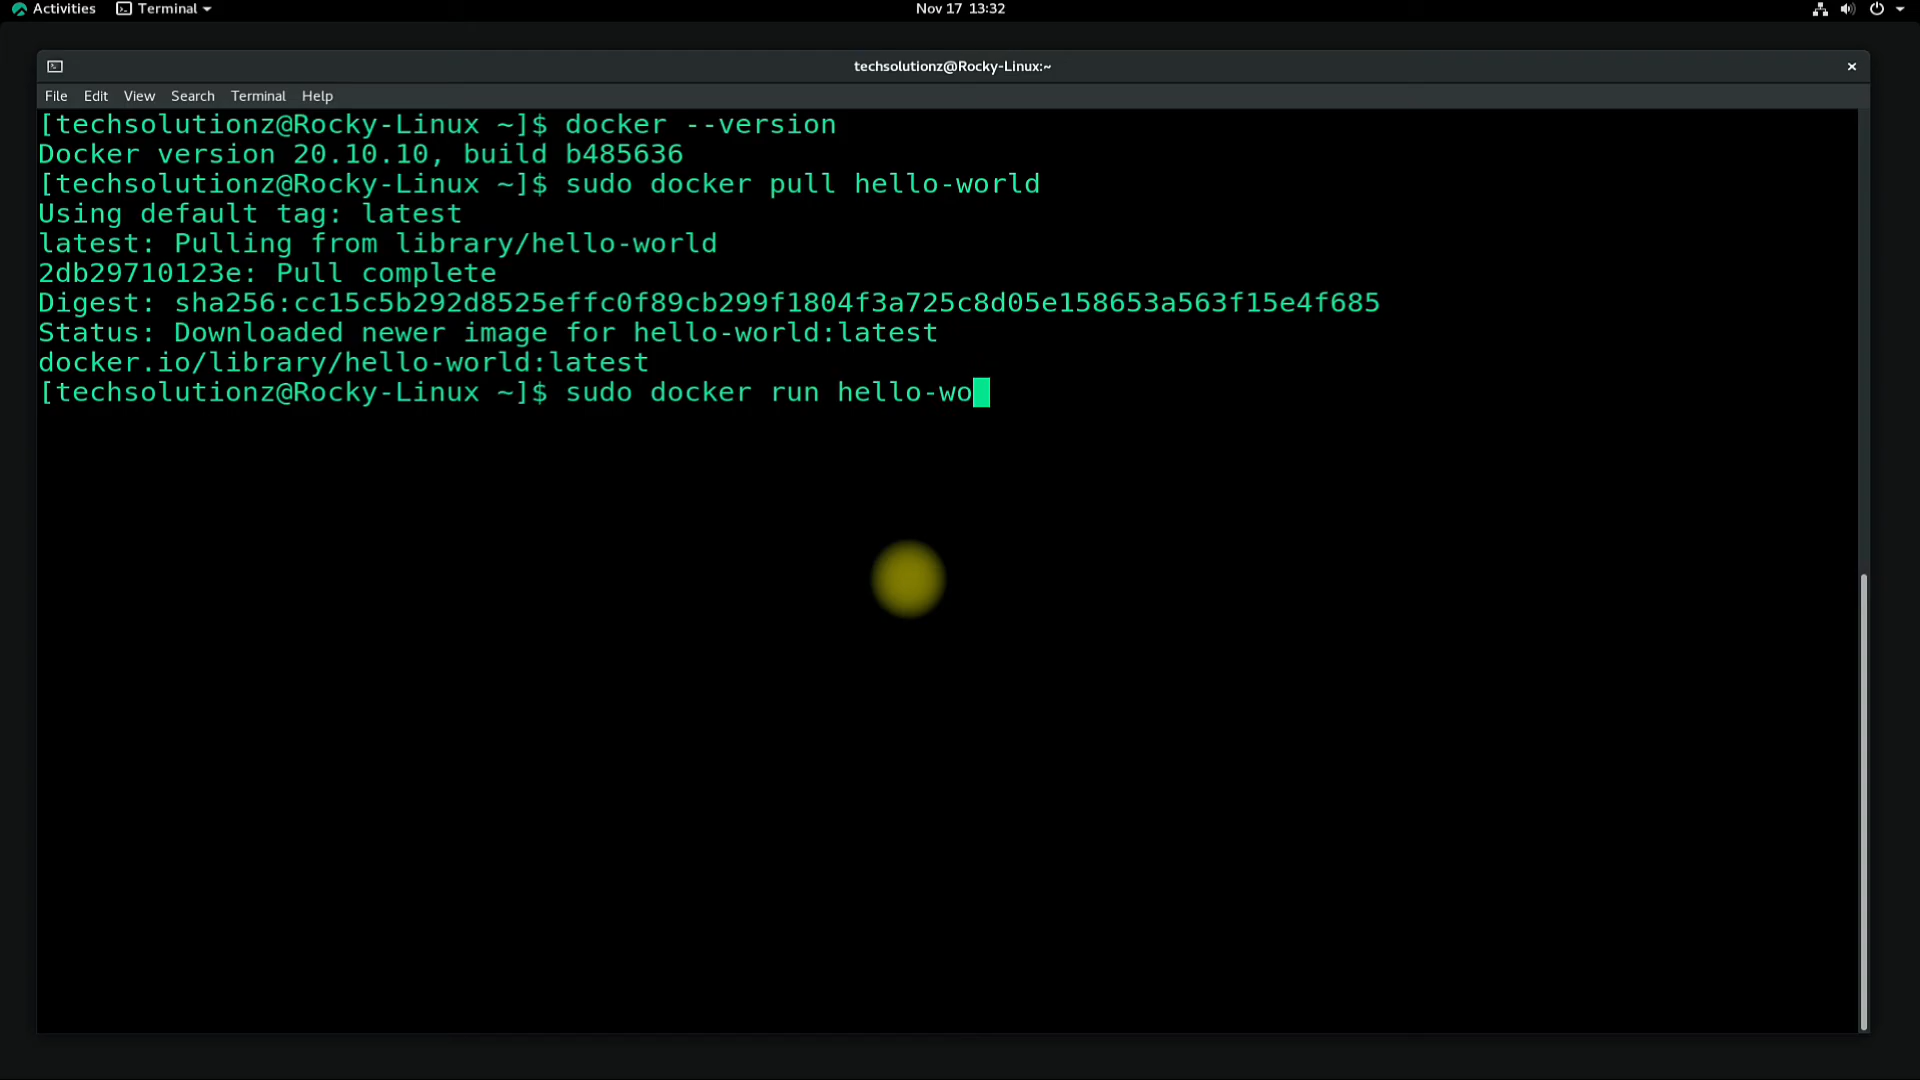 Activities Terminal Nov 17 13:32
techsolutionz@Rocky-Linux:~
File Edit View Search Terminal Help
[techsolutionz@Rocky-Linux ~]$ docker --version
Docker version 20.10.10, build b485636
[techsolutionz@Rocky-Linux ~]$ sudo docker pull hello-world
Using default tag: latest
latest: Pulling from library/hello-world
2db29710123e: Pull complete
Digest: sha256:cc15c5b292d8525effc0f89cb299f1804f3a725c8d05e158653a563f15e4f685
Status: Downloaded newer image for hello-world:latest
docker.io/library/hello-world:latest
[techsolutionz@Rocky-Linux ~]$ sudo docker run hello-wo